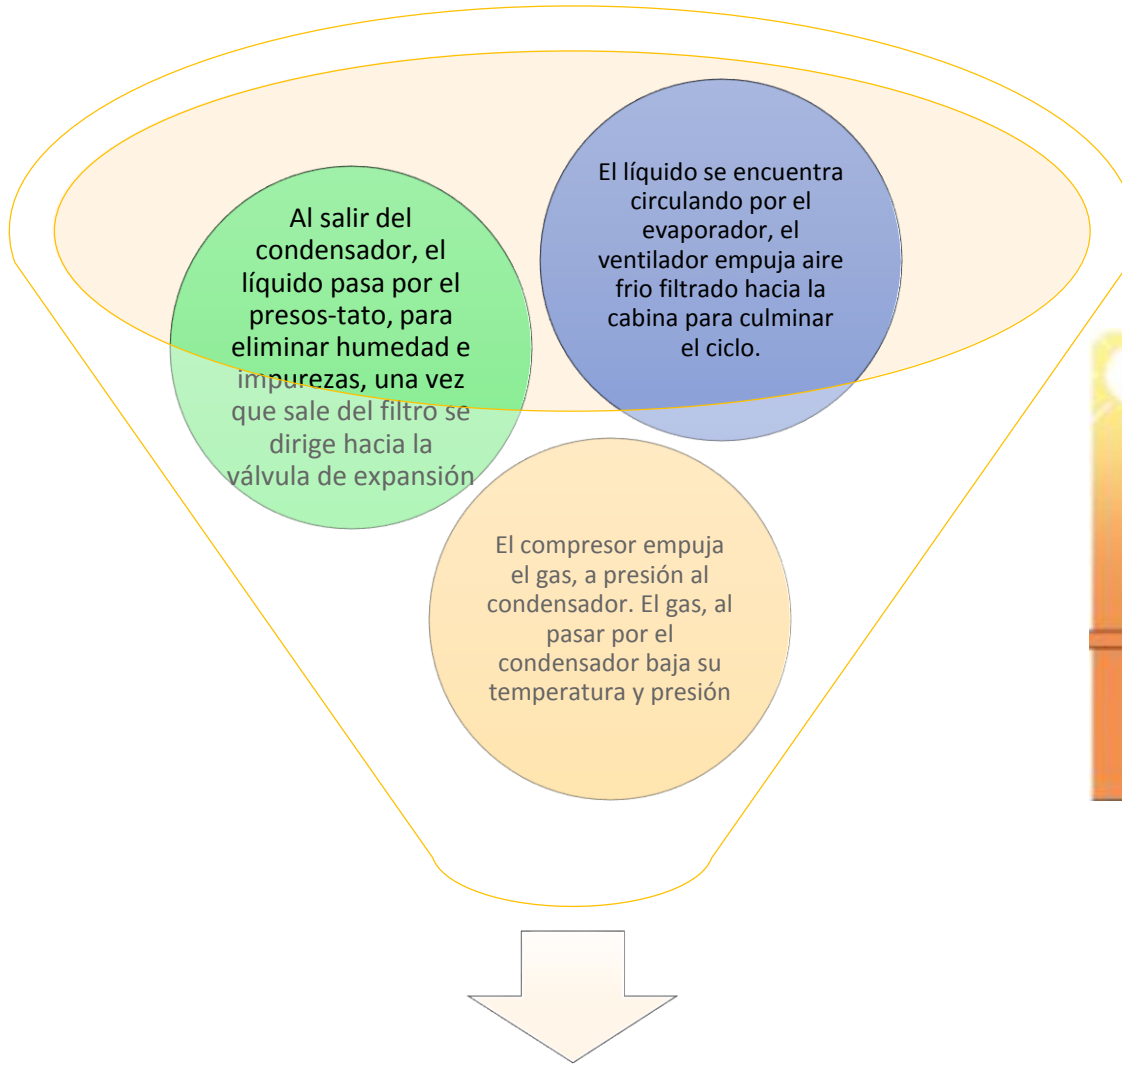 Al salir del
condensador, el
líquido pasa por el
presos-tato, para
eliminar humedad e
impurezas, una vez
que sale del filtro se
dirige hacia la
válvula de expansión
El líquido se encuentra
circulando por el
evaporador, el
ventilador empuja aire
frio filtrado hacia la
cabina para culminar
el ciclo.
El compresor empuja
el gas, a presión al
condensador. El gas, al
pasar por el
condensador baja su
temperatura y presión